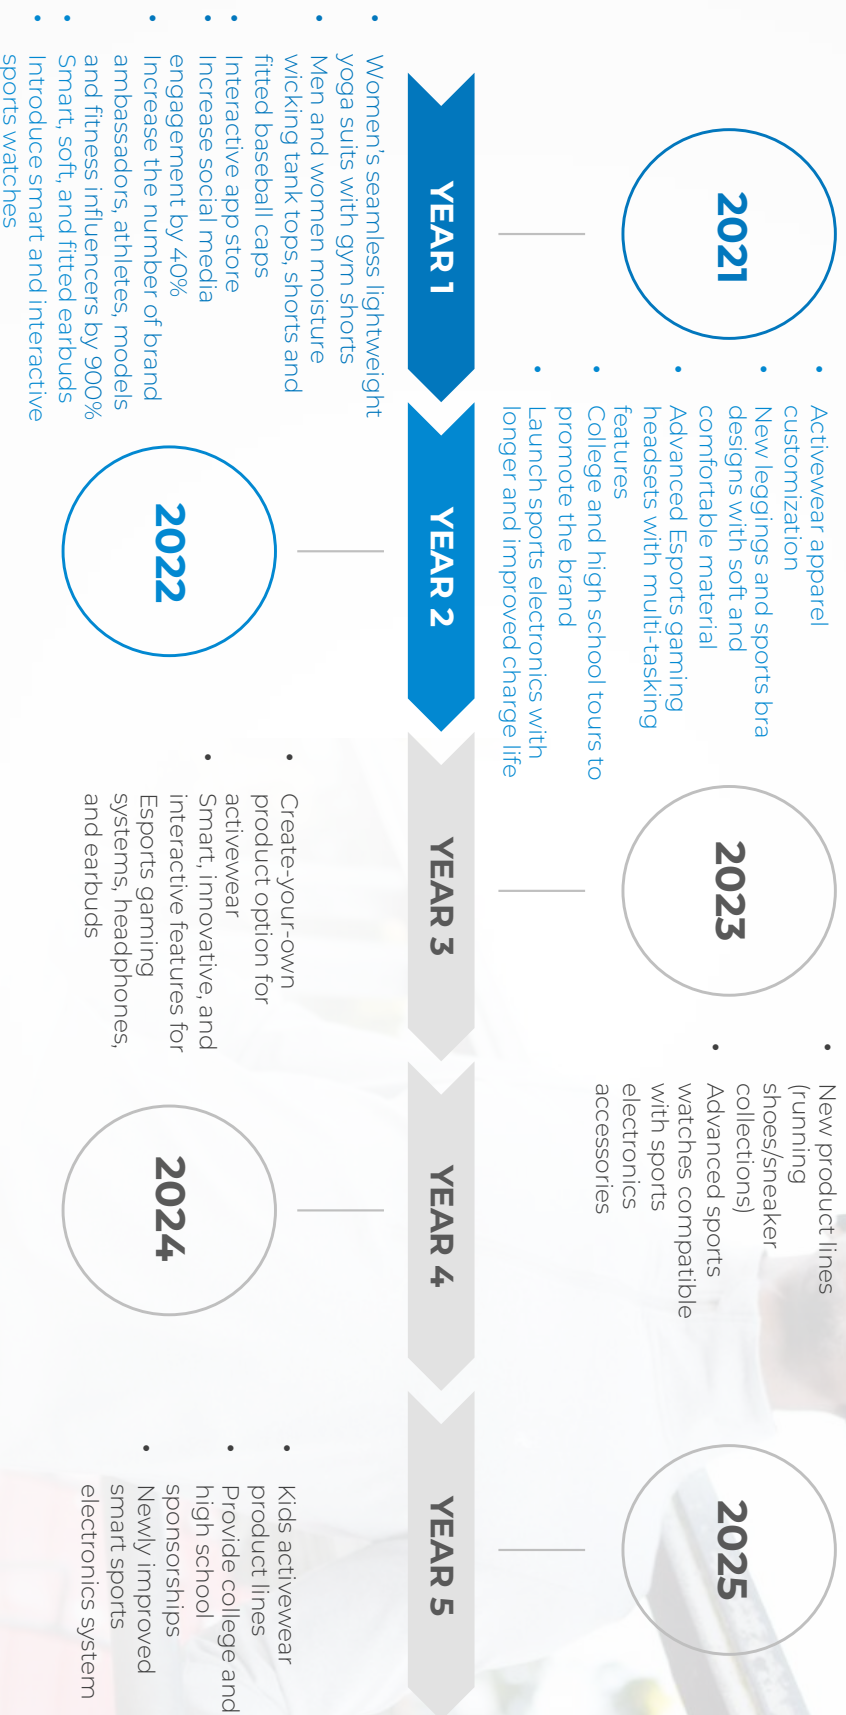 2021
YEAR 1
• Women's seamless lightweight
yoga suits with gym shorts
• Men and women moisture
wicking tank tops, shorts and
fitted baseball caps
• Interactive app store
• Increase social media
engagement by 40%
• Increase the number of brand
ambassadors, athletes, models
and fitness influencers by 900%
• Smart, soft, and fitted earbuds
• Introduce smart and interactive
sports watches
• Activewear apparel
customization
• New leggings and sports bra
designs with soft and
comfortable material
• Advanced Esports gaming
headsets with multi-tasking
features
• College and high school tours to
promote the brand
• Launch sports electronics with
longer and improved charge life
YEAR 2
2022
2023
YEAR 3
• Create-your-own
product option for
activewear
• Smart, innovative, and
interactive features for
Esports gaming
systems, headphones,
and earbuds
• New product lines
(running
shoes/sneaker
collections)
• Advanced sports
watches compatible
with sports
electronics
accessories
YEAR 4
2024
2025
YEAR 5
• Kids activewear
product lines
• Provide college and
high school
sponsorships
• Newly improved
smart sports
electronics system